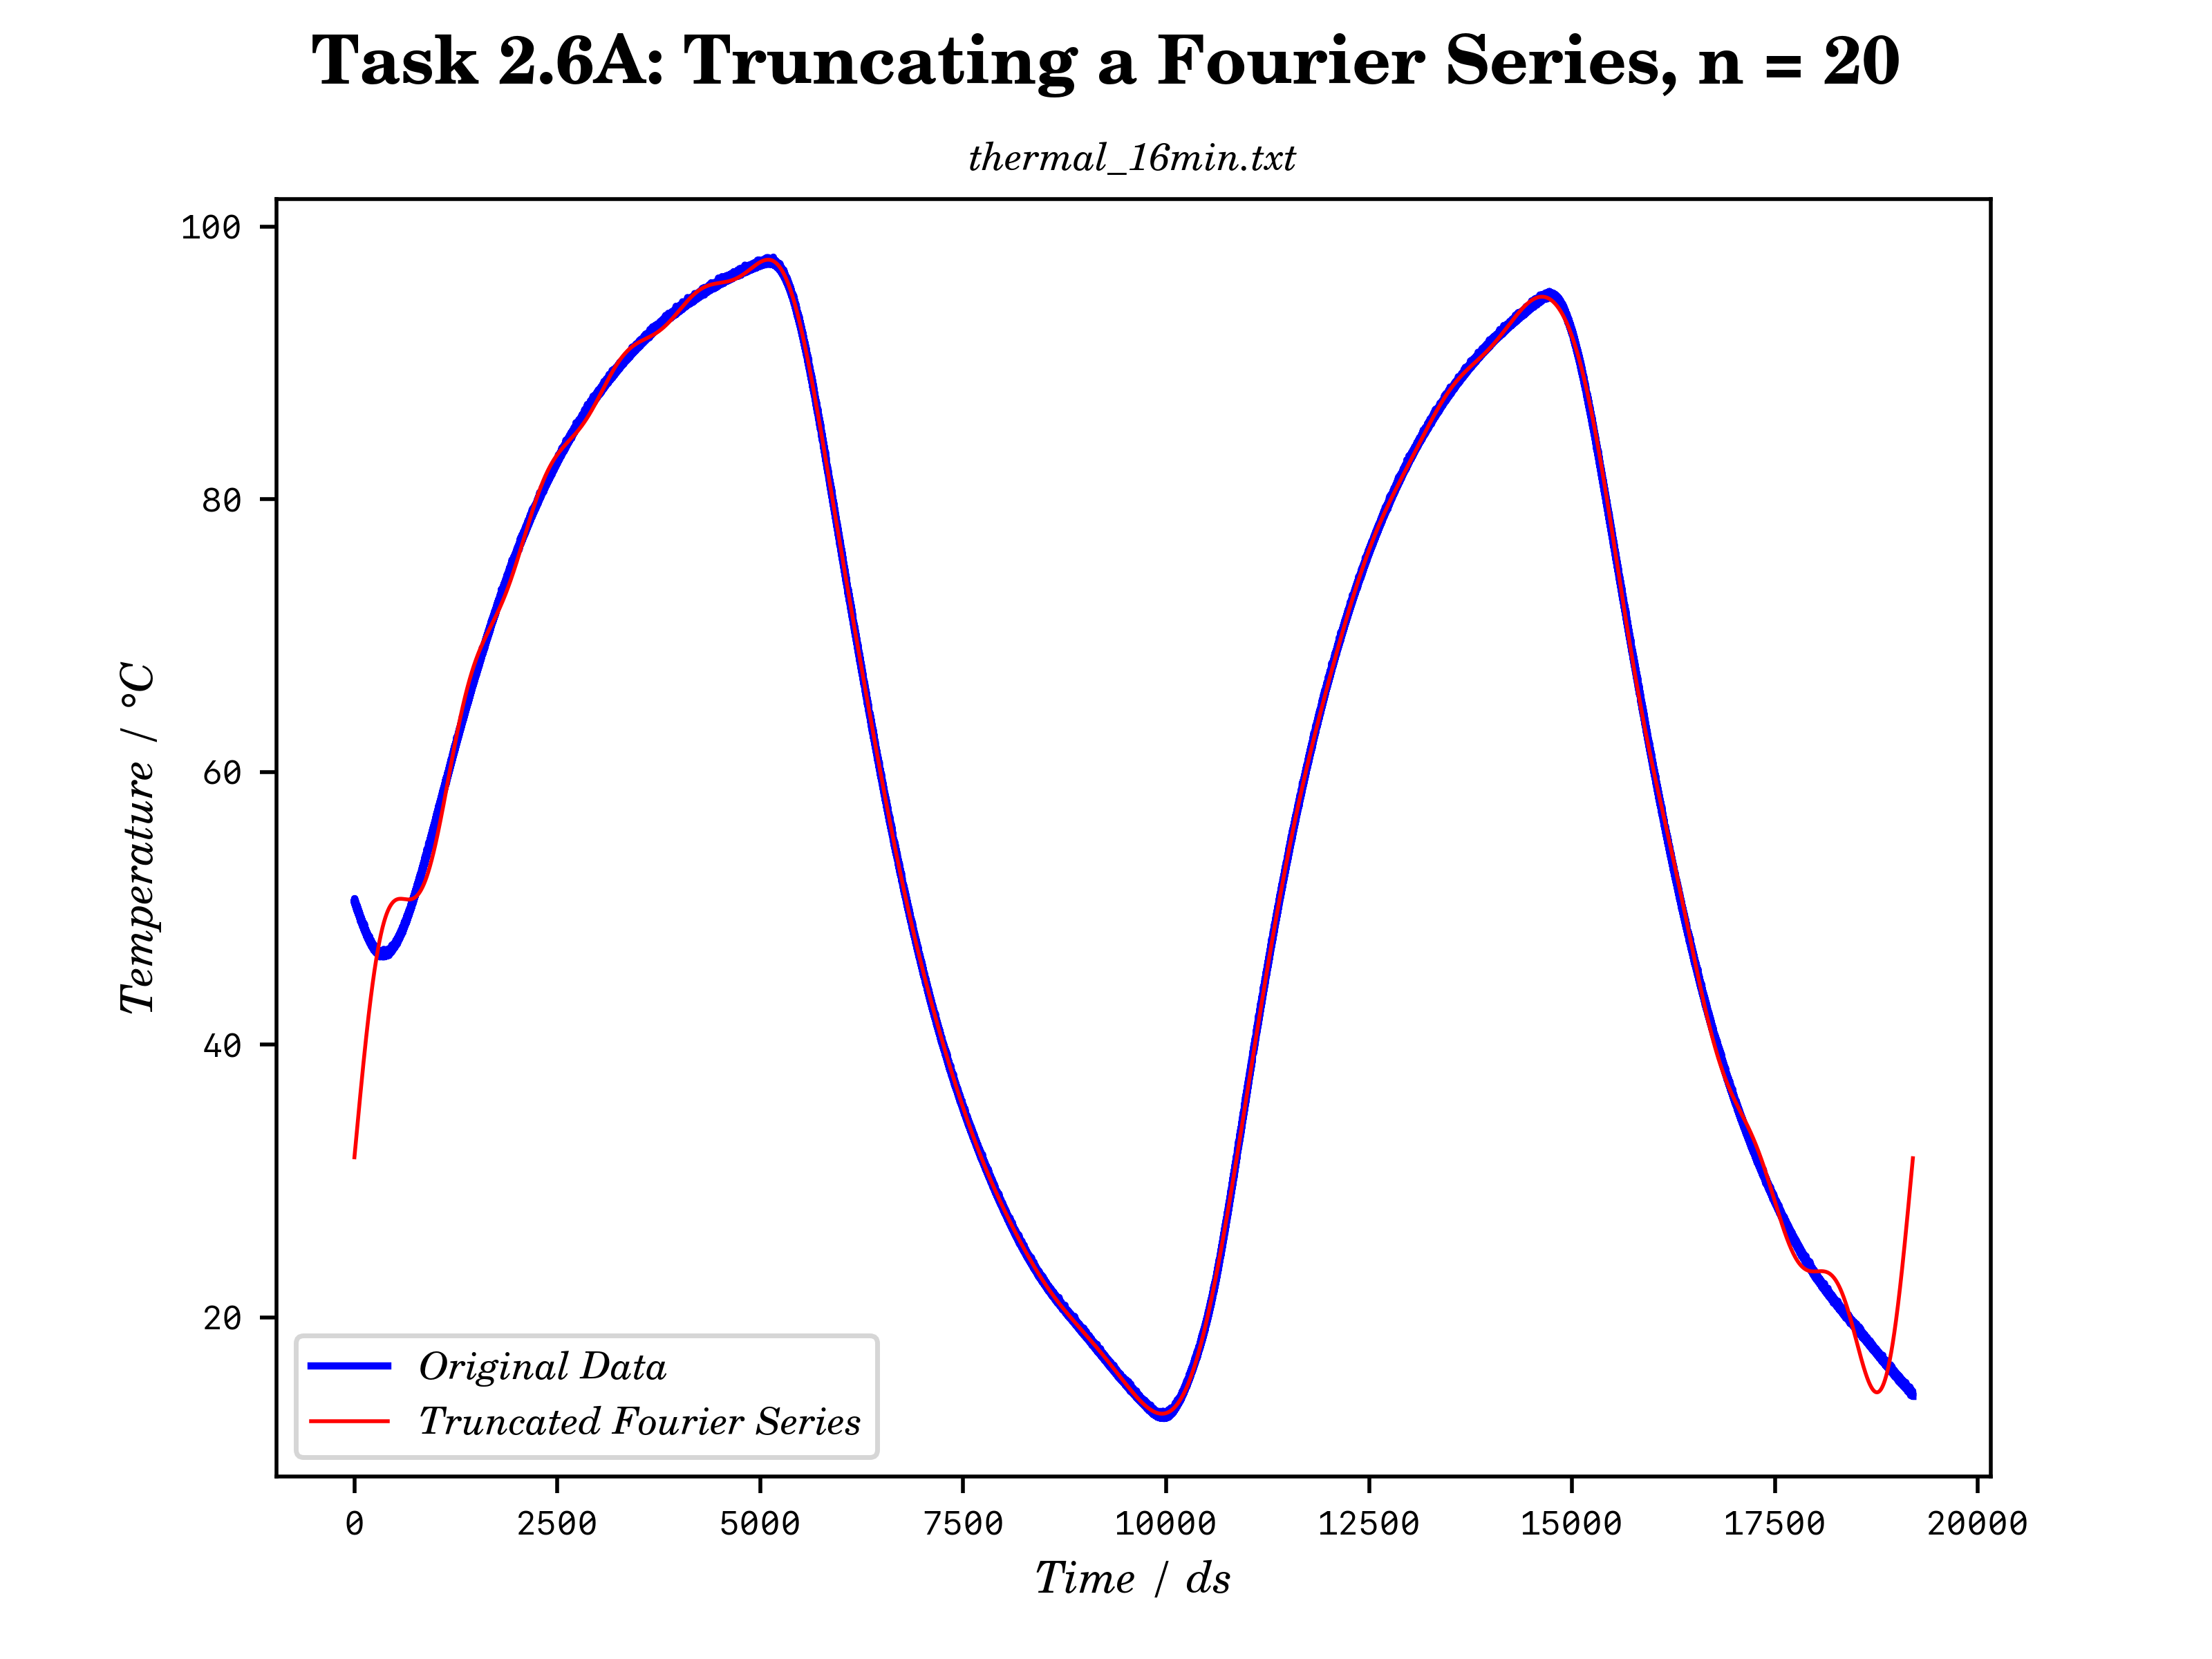 Task 2.6A: Truncating a Fourier Series, n = 20
thermal_16min.txt
100
80
60
40
20
Temperature / °C
Original Data
Truncated Fourier Series
0 2500 5000 7500 10000 12500 15000 17500 20000
Time / ds